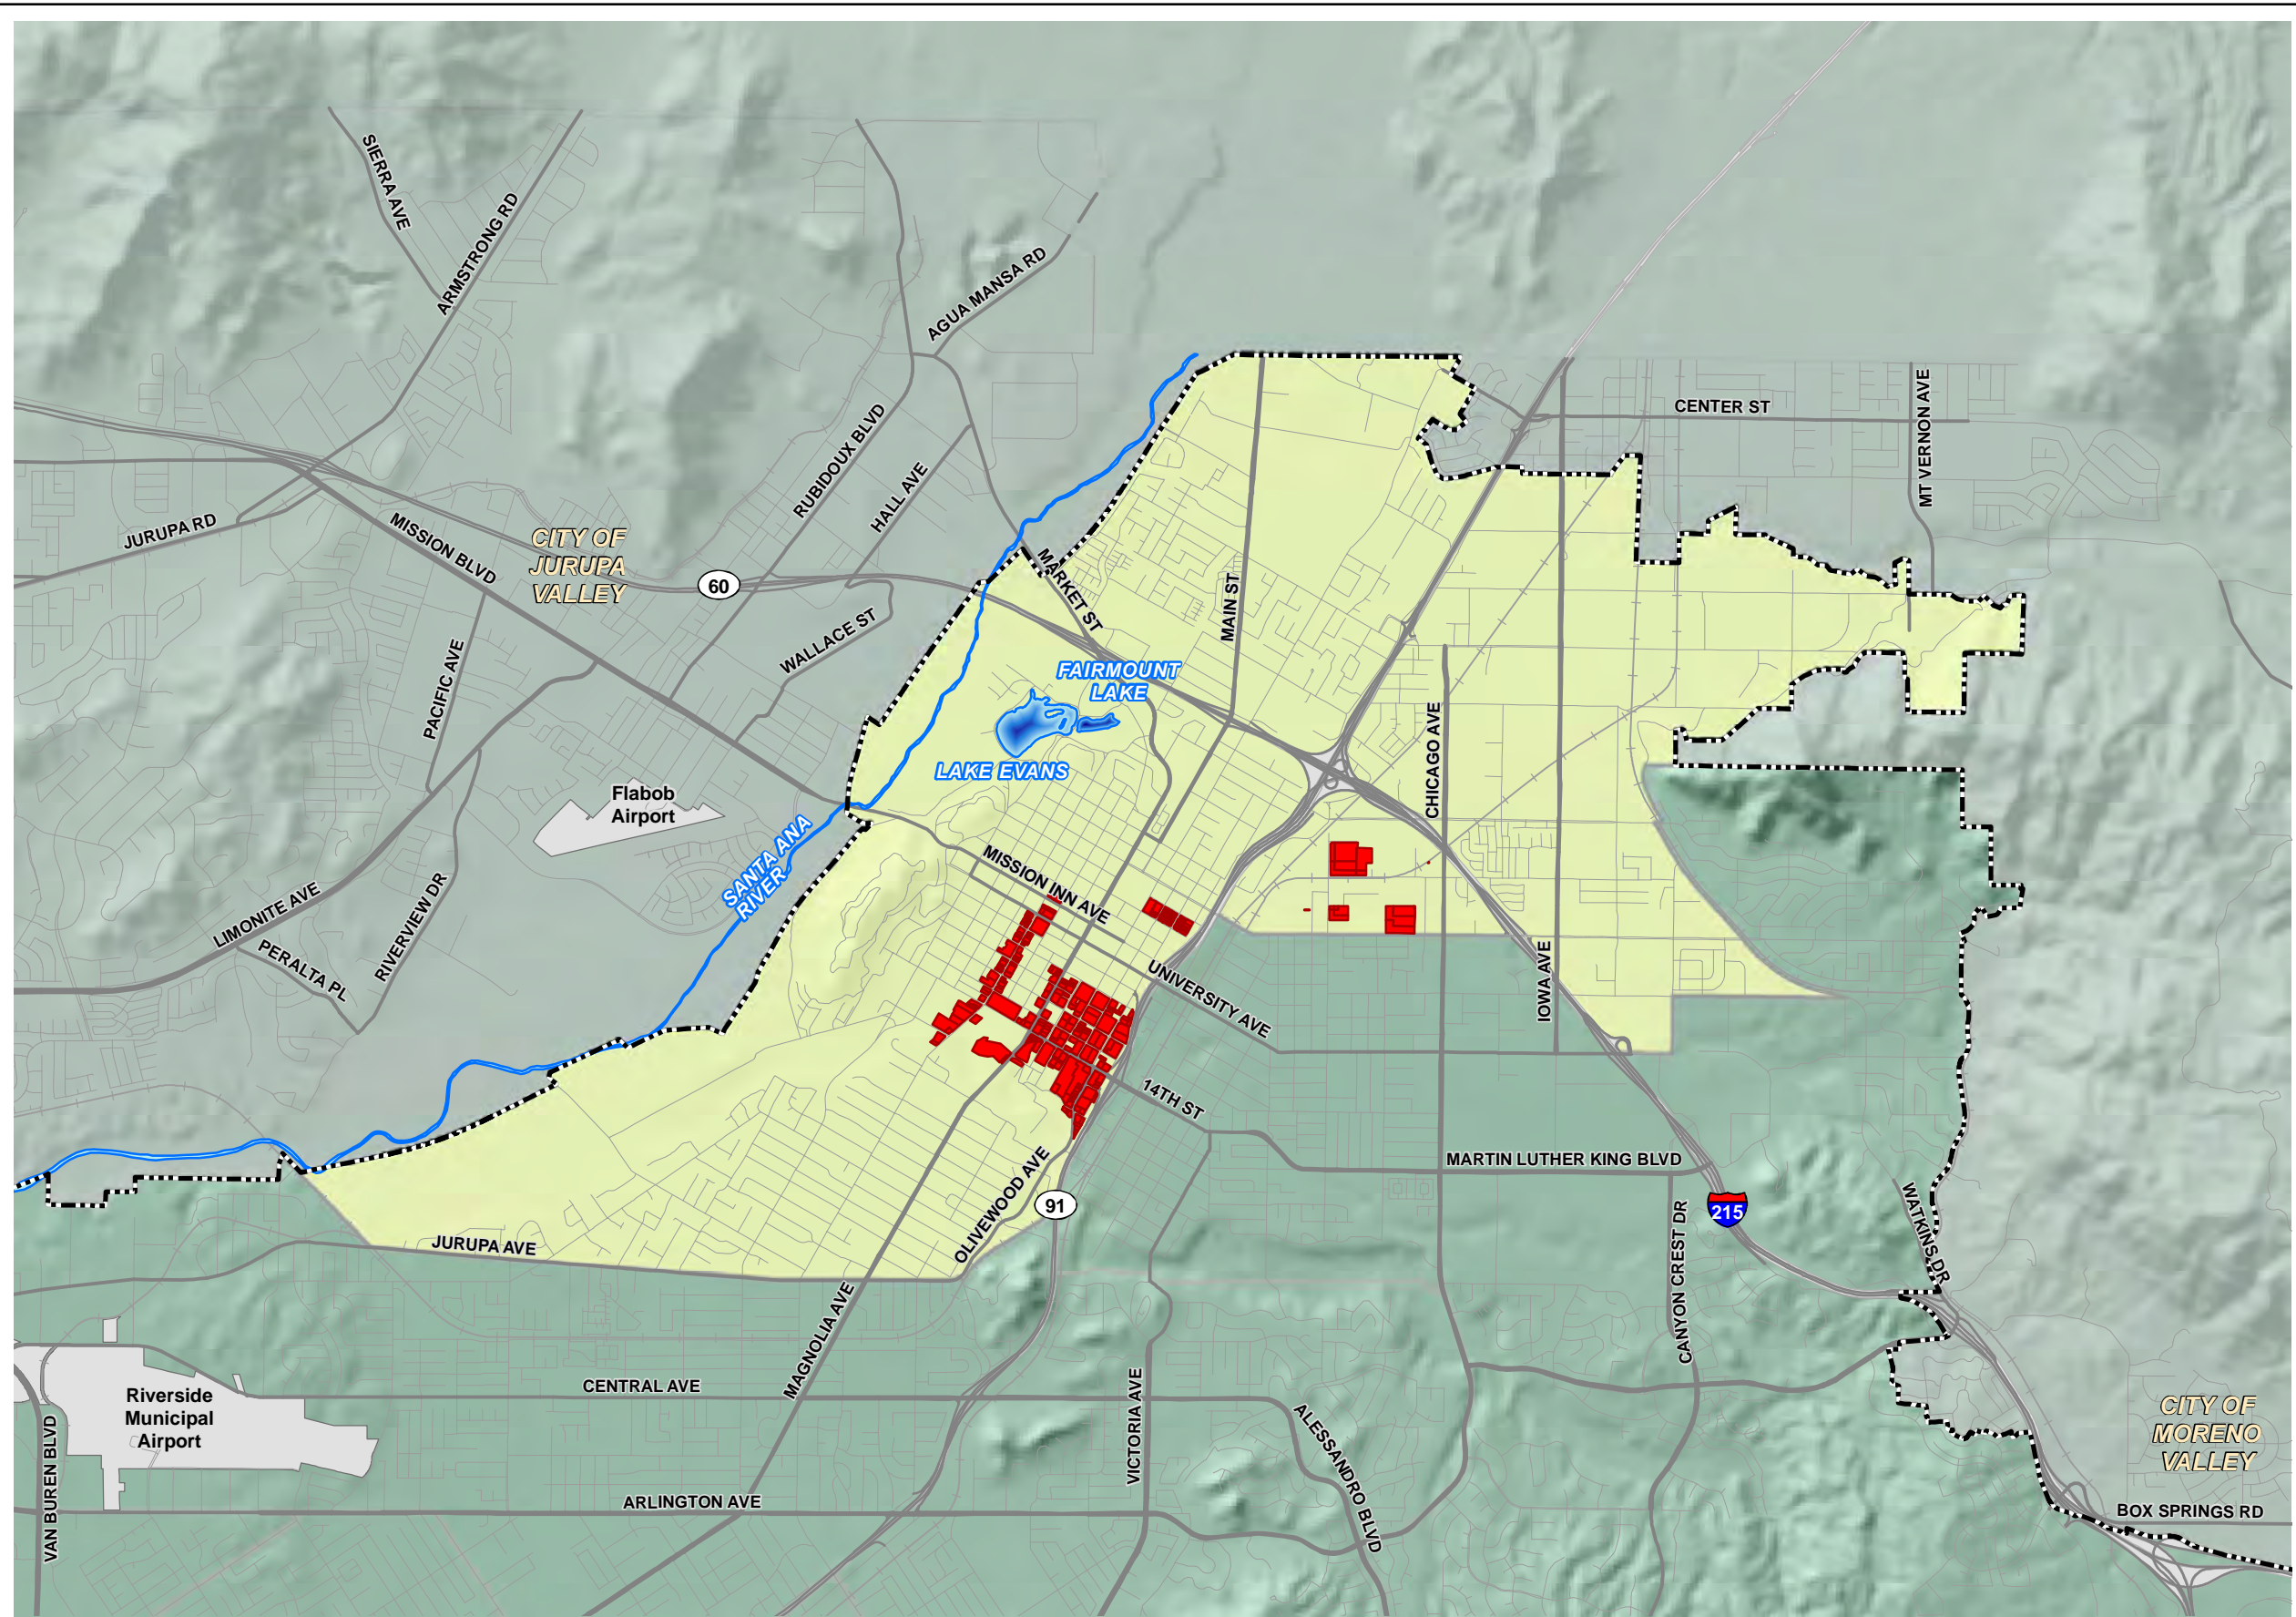 SIERRA AVE
ARMSTRONG RD
AGUA MANSA RD
CENTER ST
MT VERNON AVE
RUBIDOUX BLVD
HALL AVE
JURUPA RD
MISSION BLVD
CITY OF
JURUPA
VALLEY
60
MARKET ST
MAIN ST
WALLACE ST
PACIFIC AVE
FAIRMOUNT
LAKE
LAKE EVANS
CHICAGO AVE
Flabob
Airport
SANTA ANA
RIVER
MISSION INN AVE
LIMONITE AVE
RIVERVIEW DR
PERALTA PL
UNIVERSITY AVE
IOWA AVE
14TH ST
MARTIN LUTHER KING BLVD
OLIVEWOOD AVE
91
215
WATKINS DR
CANYON CREST DR
JURUPA AVE
MAGNOLIA AVE
CENTRAL AVE
Riverside
Municipal
Airport
VICTORIA AVE
ALESSANDRO BLVD
CITY OF
MORENO
VALLEY
VAN BUREN BLVD
ARLINGTON AVE
BOX SPRINGS RD